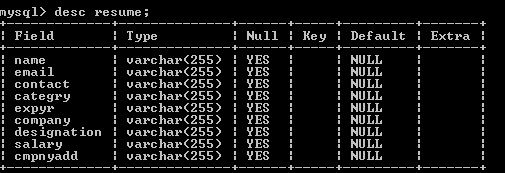 mysql> desc resume;
+-------------+--------------+------+-----+---------+-------+
| Field       | Type         | Null | Key | Default | Extra |
+-------------+--------------+------+-----+---------+-------+
| name        | varchar(255) | YES  |     | NULL    |       |
| email       | varchar(255) | YES  |     | NULL    |       |
| contact     | varchar(255) | YES  |     | NULL    |       |
| categry     | varchar(255) | YES  |     | NULL    |       |
| expyr       | varchar(255) | YES  |     | NULL    |       |
| company     | varchar(255) | YES  |     | NULL    |       |
| designation | varchar(255) | YES  |     | NULL    |       |
| salary      | varchar(255) | YES  |     | NULL    |       |
| cmpnyadd    | varchar(255) | YES  |     | NULL    |       |
+-------------+--------------+------+-----+---------+-------+